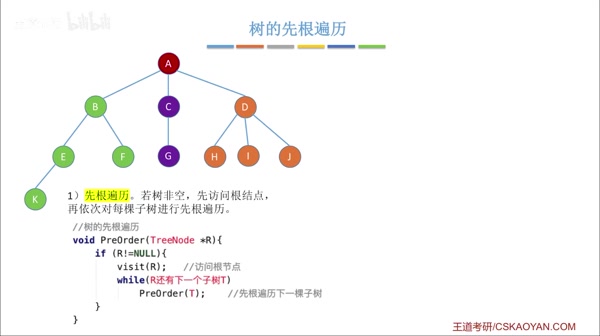 bilibili
树的先根遍历
A
B
C
D
E
F
G
H
I
J
K
1）先根遍历。若树非空，先访问根结点，
再依次对每棵子树进行先根遍历。
//树的先根遍历
void PreOrder(TreeNode *R){
if (R!=NULL){
visit(R); //访问根节点
while(R还有下一个子树T)
PreOrder(T); //先根遍历下一棵子树
}
}
王道考研/CSKAOYAN.COM